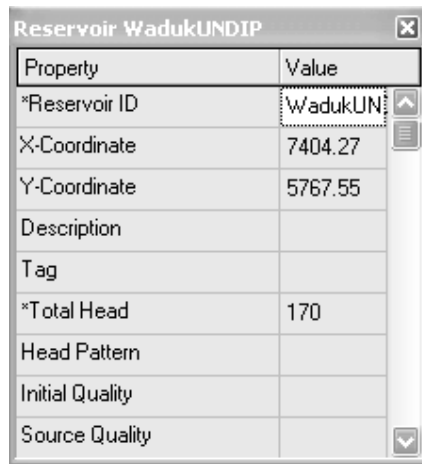 Reservoir WadukUNDIP
Property Value
*Reservoir ID WadukUN
X-Coordinate 7404.27
Y-Coordinate 5767.55
Description
Tag
*Total Head 170
Head Pattern
Initial Quality
Source Quality